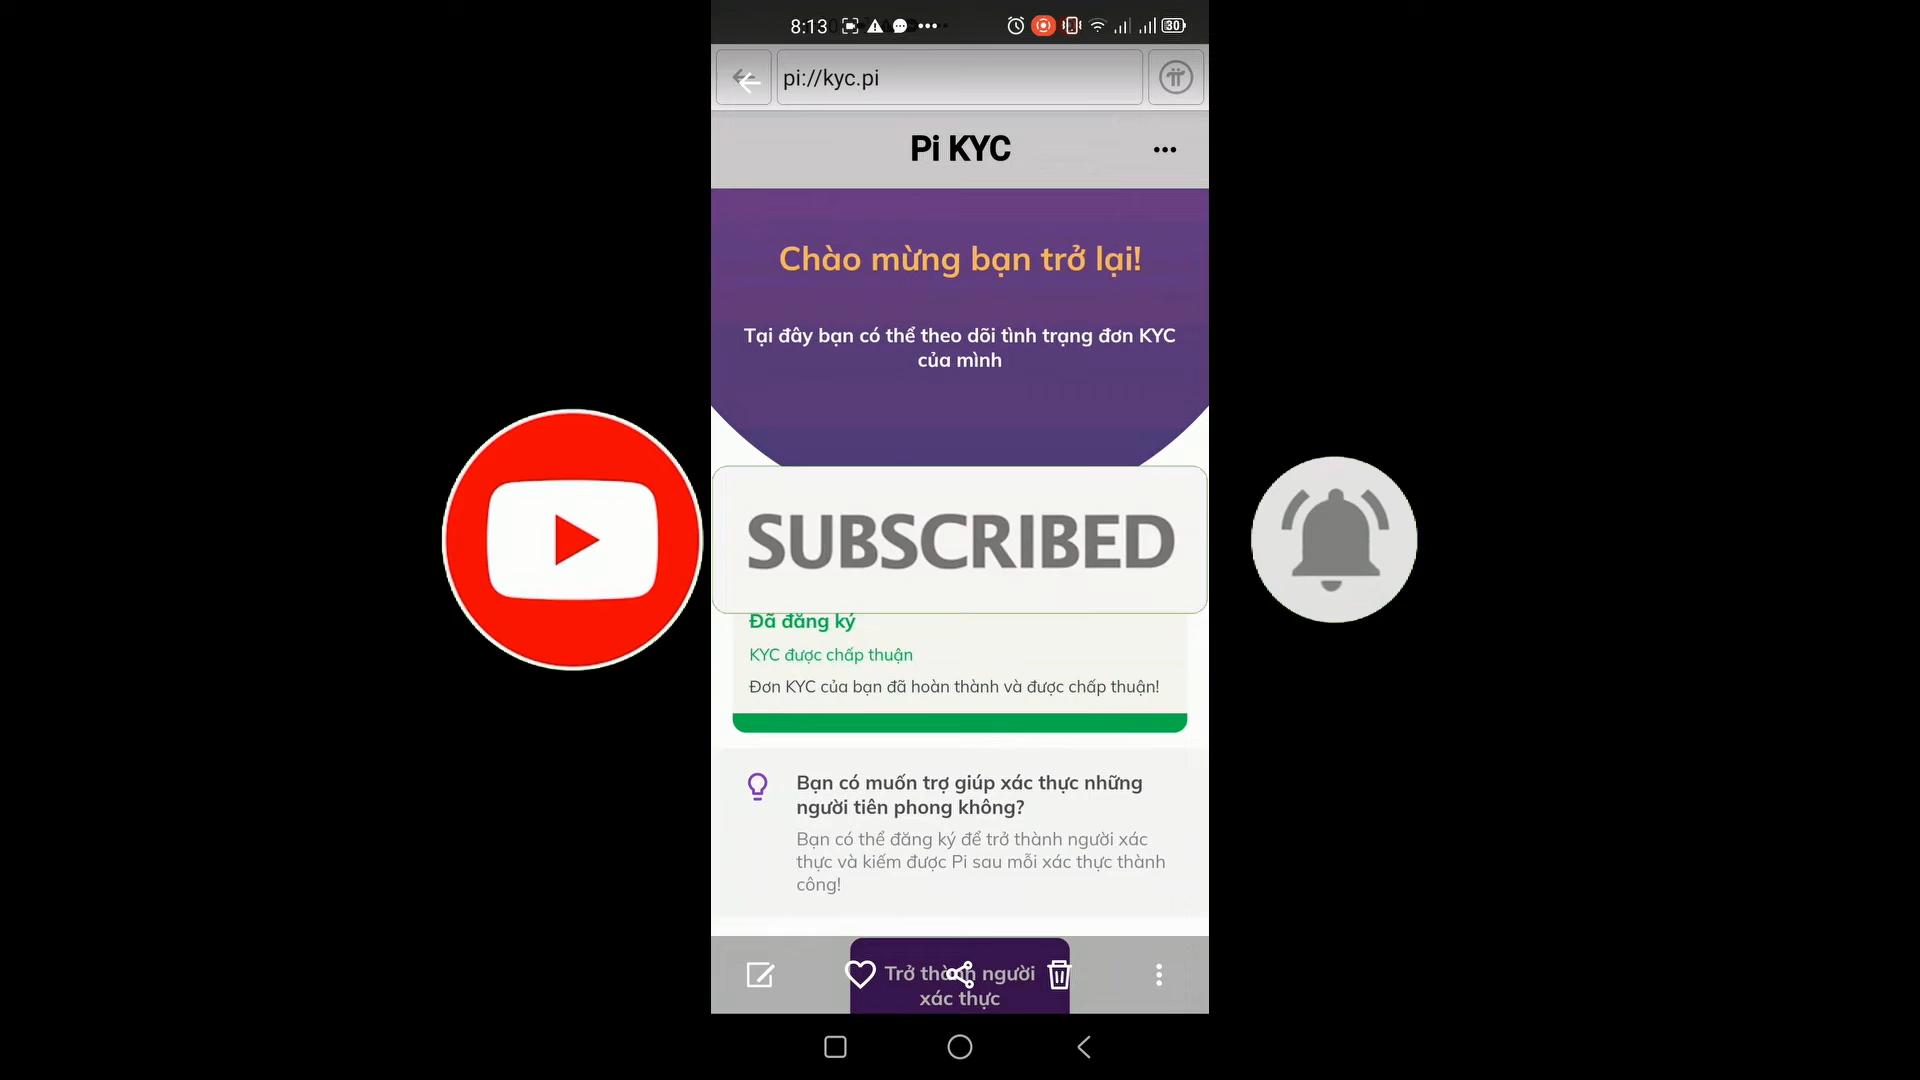 8:13
30
pi://kyc.pi
Pi KYC
Chào mừng bạn trở lại!
Tại đây bạn có thể theo dõi tình trạng đơn KYC
của mình
SUBSCRIBED
Đã đăng ký
KYC được chấp thuận
Đơn KYC của bạn đã hoàn thành và được chấp thuận!
Bạn có muốn trợ giúp xác thực những
người tiên phong không?
Bạn có thể đăng ký để trở thành người xác
thực và kiếm được Pi sau mỗi xác thực thành
công!
Trở thành người
xác thực